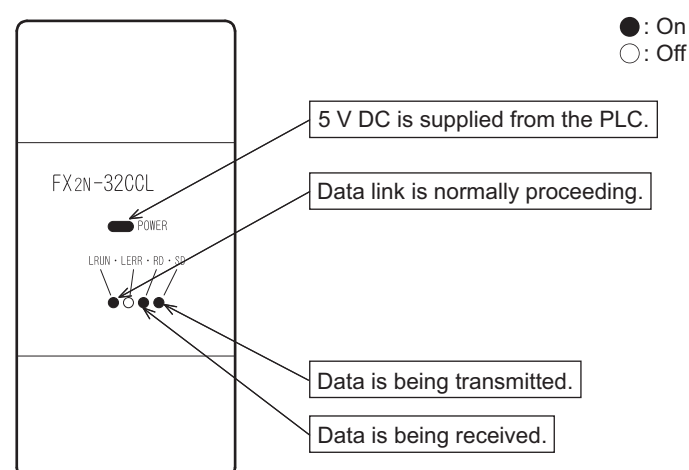 ●: On
○: Off
5 V DC is supplied from the PLC.
FX2N-32CCL
Data link is normally proceeding.
POWER
LRUN・LERR・RD・SD
Data is being transmitted.
Data is being received.